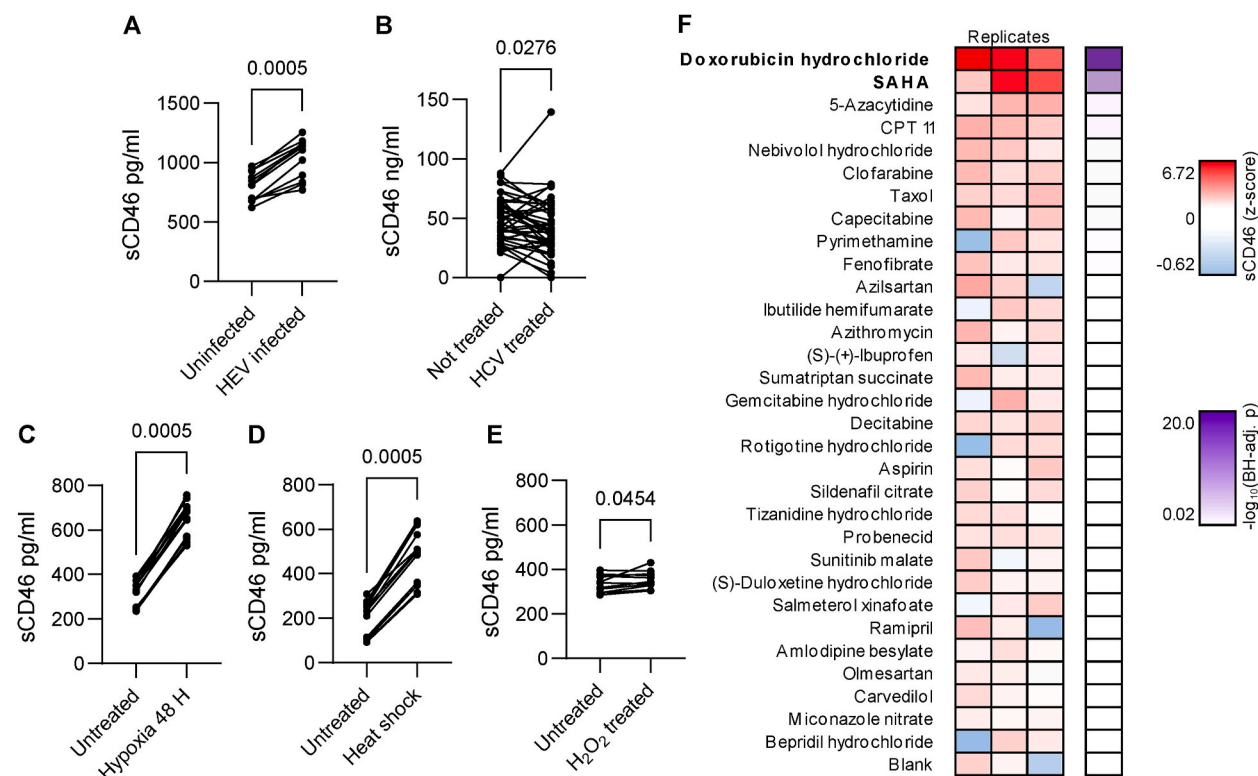 A
0.0005
sCD46 pg/ml
1500
1000
500
0
Uninfected
HEV infected
B
0.0276
sCD46 ng/ml
150
100
50
0
Not treated
HCV treated
C
0.0005
sCD46 pg/ml
800
600
400
200
0
Untreated
Hypoxia 48 H
D
0.0005
sCD46 pg/ml
800
600
400
200
0
Untreated
Heat shock
E
0.0454
sCD46 pg/ml
800
600
400
200
0
Untreated
H₂O₂ treated
F
Replicates
Doxorubicin hydrochloride
SAHA
5-Azacytidine
CPT 11
Nebivolol hydrochloride
Clofarabine
Taxol
Capecitabine
Pyrimethamine
Fenofibrate
Azilsartan
Ibutilide hemifumarate
Azithromycin
(S)-(+)-Ibuprofen
Sumatriptan succinate
Gemcitabine hydrochloride
Decitabine
Rotigotine hydrochloride
Aspirin
Sildenafil citrate
Tizanidine hydrochloride
Probenecid
Sunitinib malate
(S)-Duloxetine hydrochloride
Salmeterol xinafoate
Ramipril
Amlodipine besylate
Olmesartan
Carvedilol
Miconazole nitrate
Bepridil hydrochloride
Blank
6.72
0
-0.62
sCD46 (z-score)
20.0
0.02
-log₁₀(BH-adj. p)